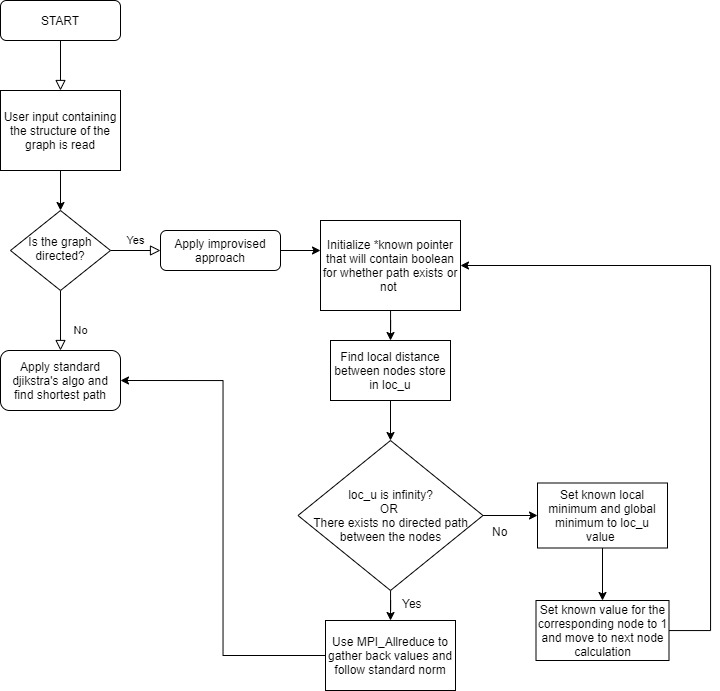 START
User input containing
the structure of the
graph is read
Is the graph
directed?
Yes
Apply improvised
approach
Initialize *known pointer
that will contain boolean
for whether path exists or
not
No
Apply standard
djikstra's algo and
find shortest path
Find local distance
between nodes store
in loc_u
loc_u is infinity?
OR
There exists no directed path
between the nodes
No
Set known local
minimum and global
minimum to loc_u
value
Yes
Set known value for the
corresponding node to 1
and move to next node
calculation
Use MPI_Allreduce to
gather back values and
follow standard norm